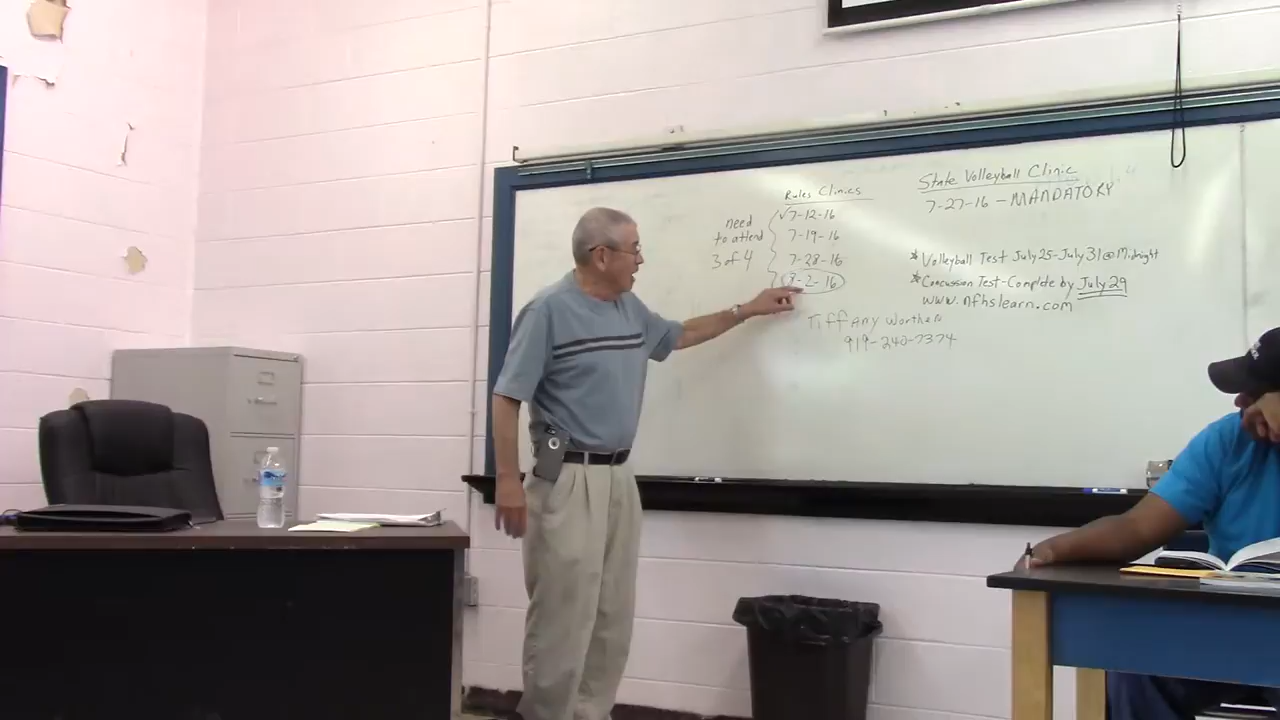 Rules Clinics
need to attend 3 of 4
√7-12-16
7-19-16
7-28-16
8-2-16
State Volleyball Clinic
7-27-16 - MANDATORY
* Volleyball Test July 25-July 31 @ Midnight
* Concussion Test-Complete by July 29
www.nfhslearn.com
Tiffany
919-240-7374